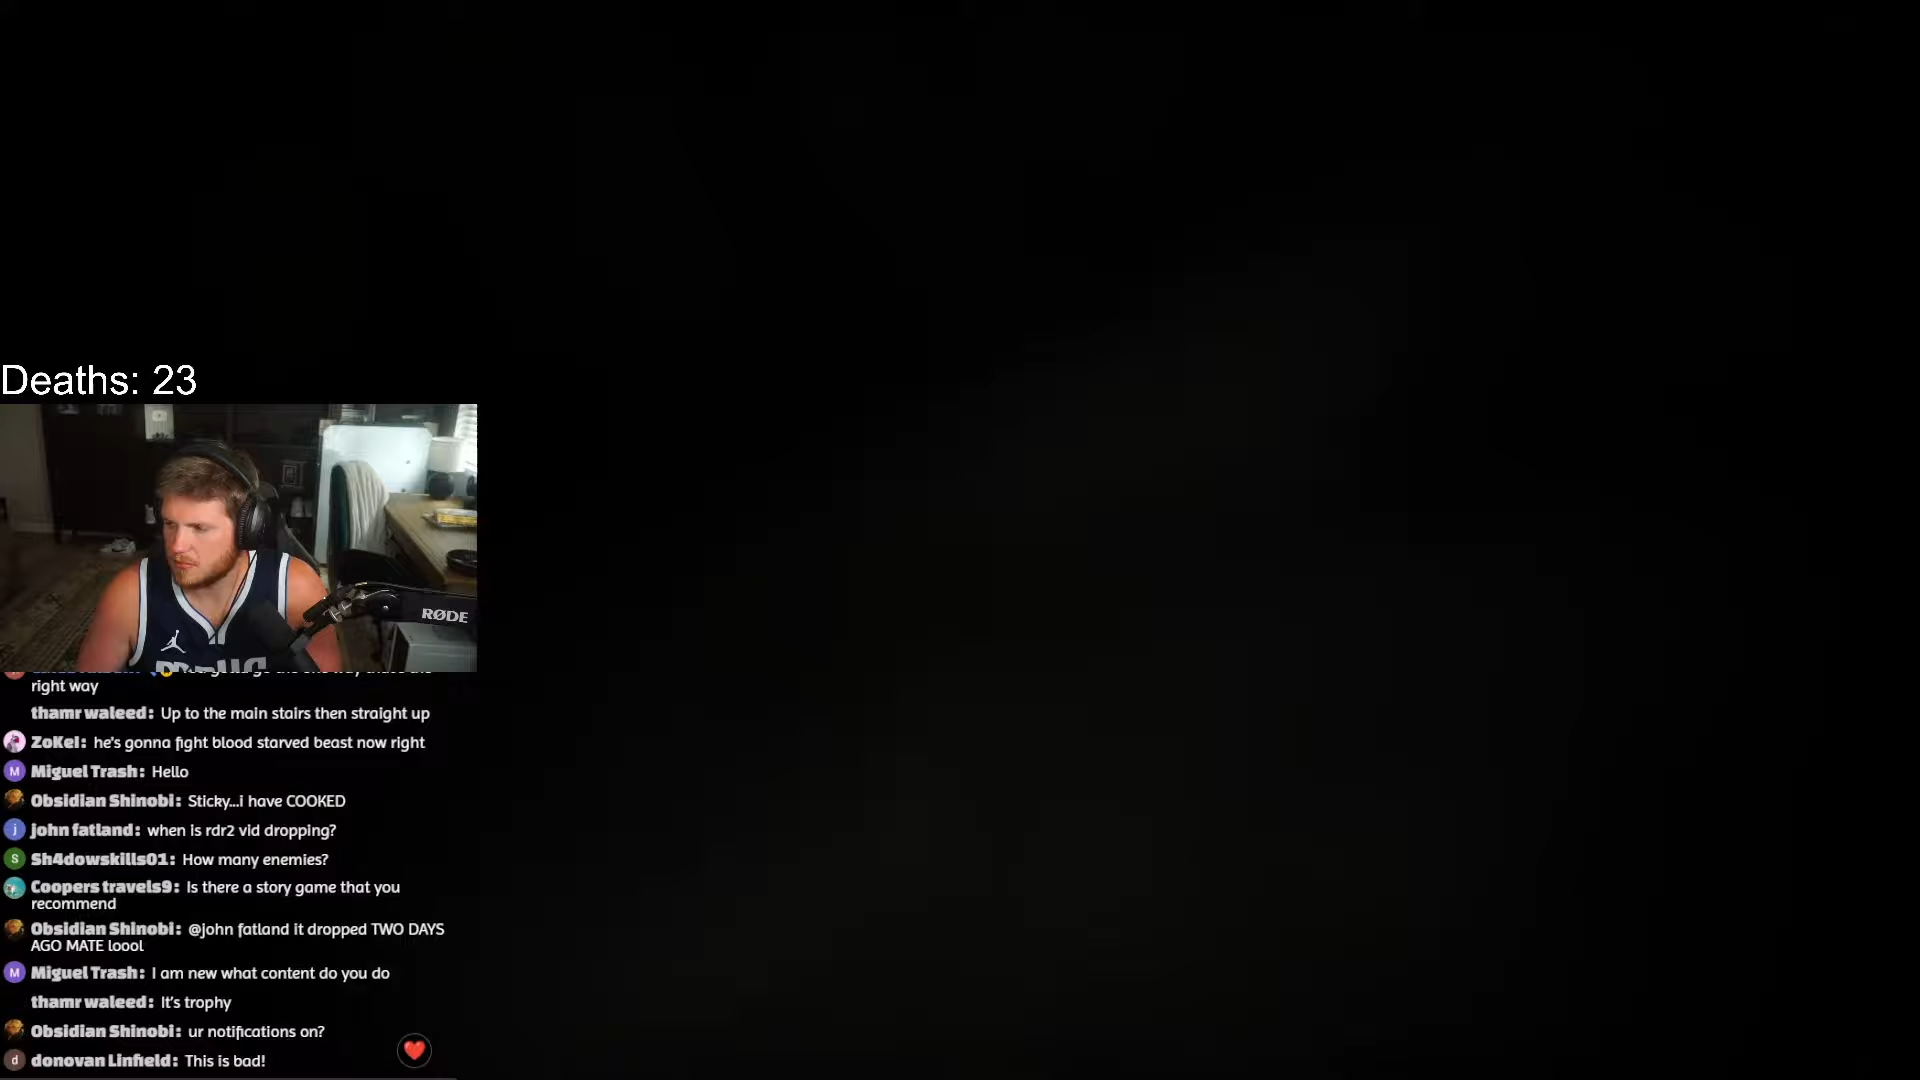 Deaths: 23
RØDE
right way
thamr waleed: Up to the main stairs then straight up
ZoKeI: he's gonna fight blood starved beast now right
M Miguel Trash: Hello
Obsidian Shinobi: Sticky...i have COOKED
j john fatland: when is rdr2 vid dropping?
S Sh4dowskills01: How many enemies?
Coopers travels9: Is there a story game that you
recommend
Obsidian Shinobi: @john fatland it dropped TWO DAYS
AGO MATE loool
M Miguel Trash: I am new what content do you do
thamr waleed: It's trophy
Obsidian Shinobi: ur notifications on?
d donovan Linfield: This is bad!